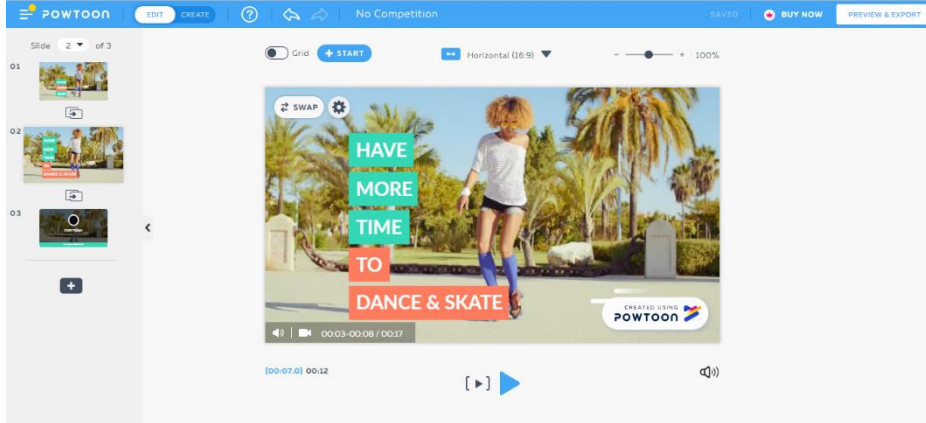 POWTOON EDIT CREATE ? No Competition SAVED BUY NOW PREVIEW & EXPORT
Slide 2 of 3
Grid + START Horizontal (16:9) - + 100%
01
02
03
SWAP
HAVE
MORE
TIME
TO
DANCE & SKATE
CREATED USING
POWTOON
00:03-00:08 / 00:17
[00:07.0] 00:12